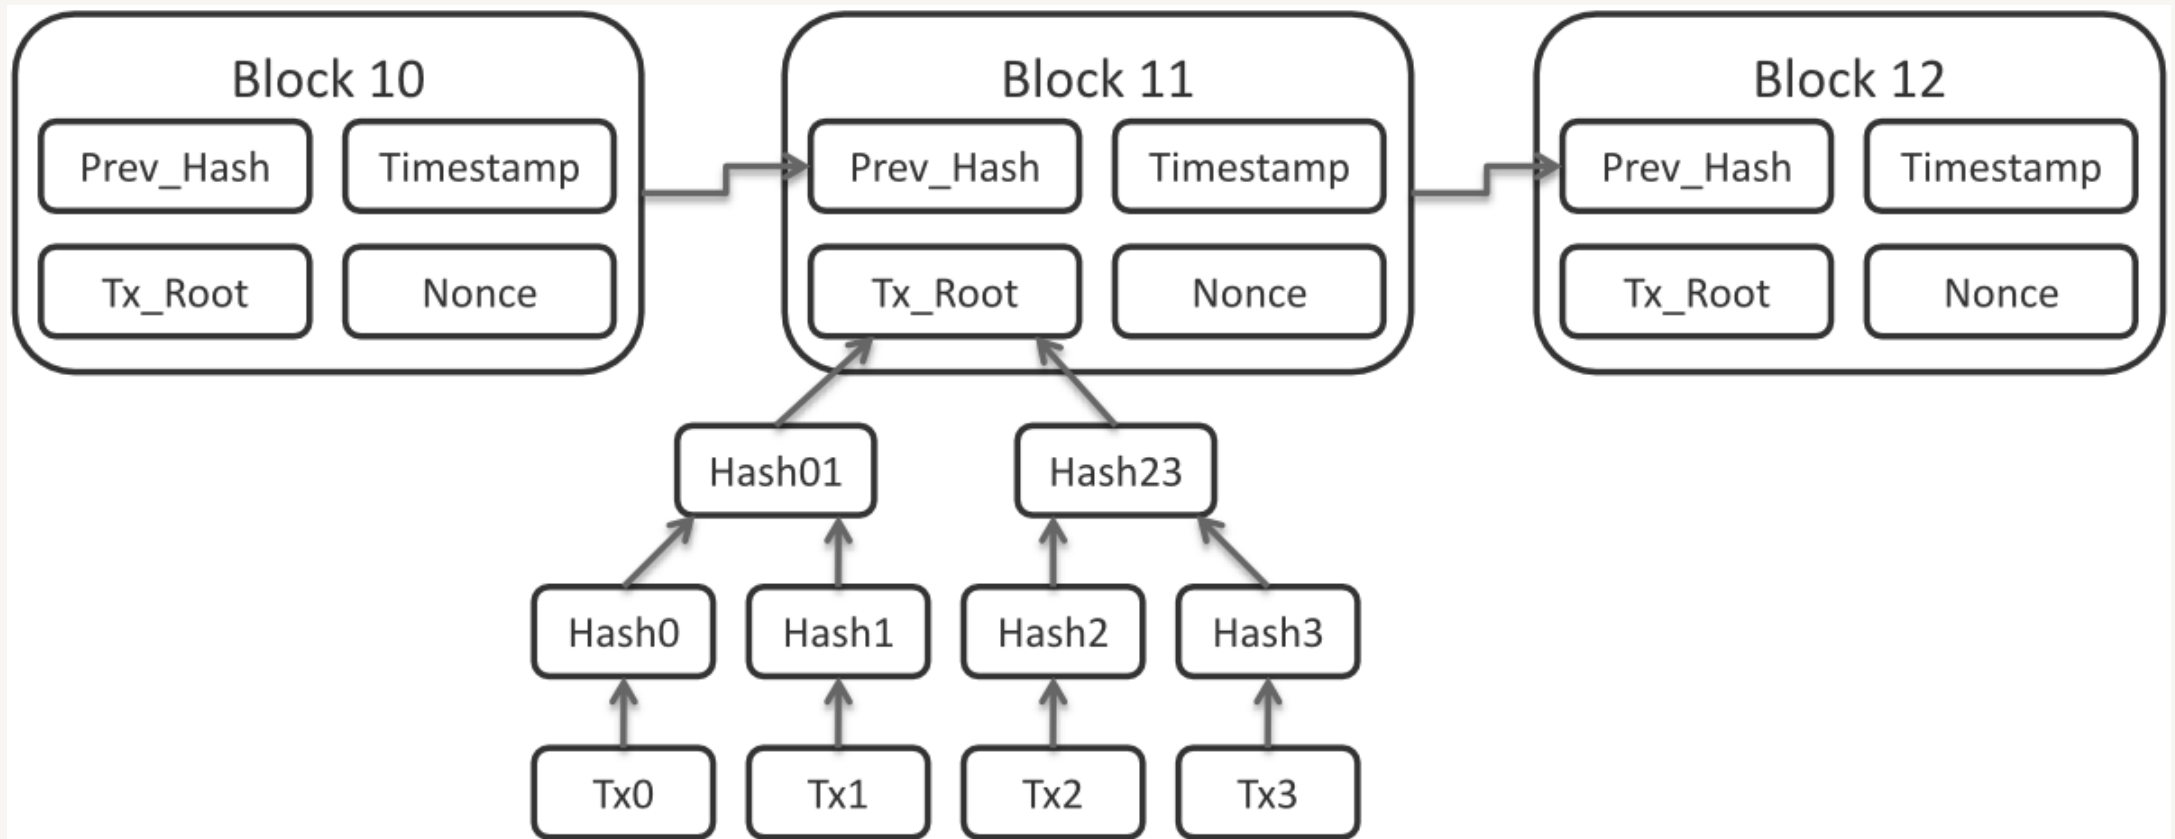 Block 10
Prev_Hash
Timestamp
Tx_Root
Nonce
Block 11
Prev_Hash
Timestamp
Tx_Root
Nonce
Block 12
Prev_Hash
Timestamp
Tx_Root
Nonce
Hash01
Hash23
Hash0
Hash1
Hash2
Hash3
Tx0
Tx1
Tx2
Tx3